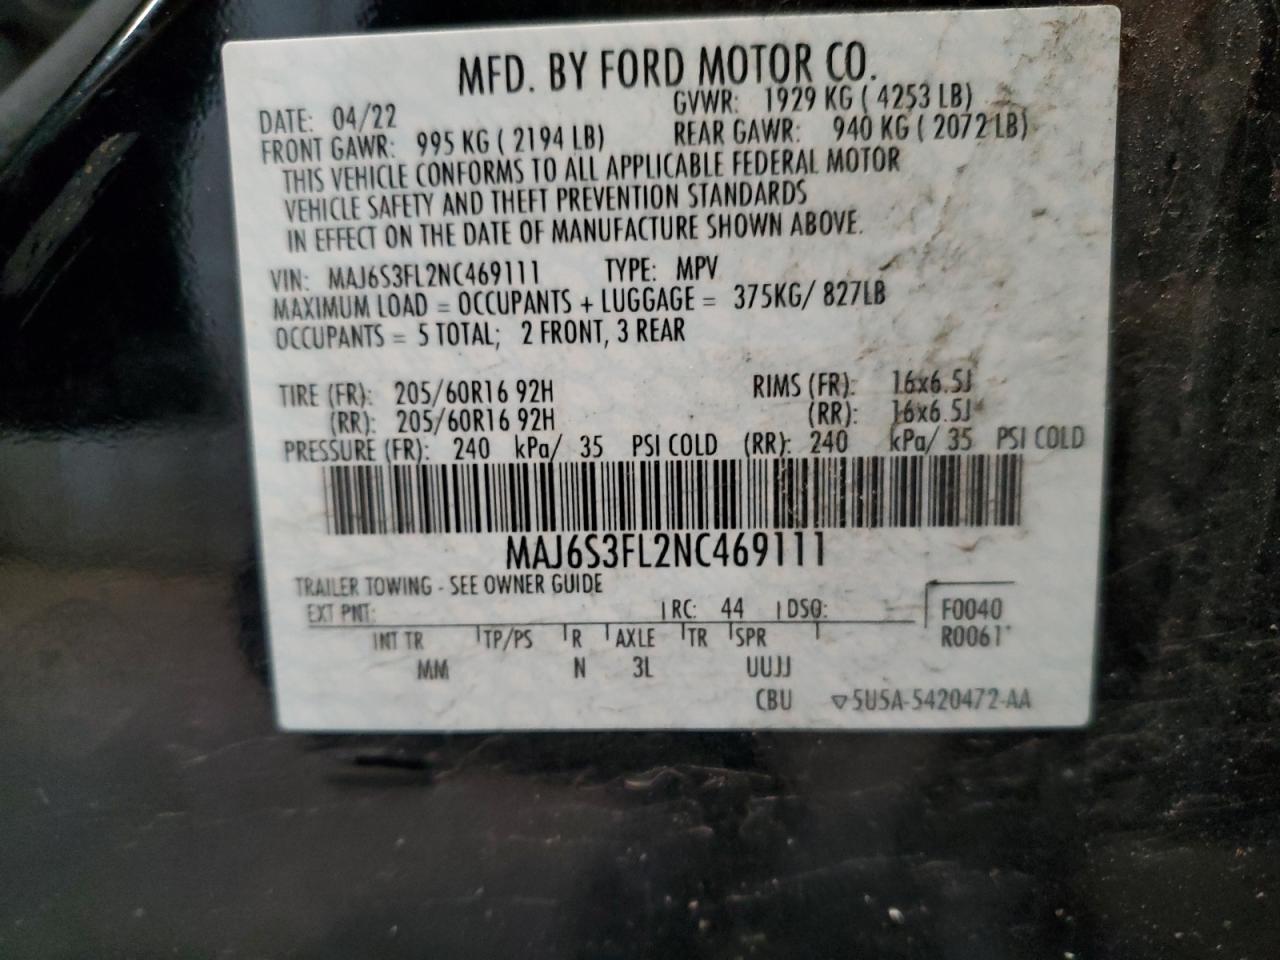 MFD. BY FORD MOTOR CO.
DATE: 04/22 GVWR: 1929 KG ( 4253 LB)
FRONT GAWR: 995 KG ( 2194 LB) REAR GAWR: 940 KG ( 2072 LB)
THIS VEHICLE CONFORMS TO ALL APPLICABLE FEDERAL MOTOR
VEHICLE SAFETY AND THEFT PREVENTION STANDARDS
IN EFFECT ON THE DATE OF MANUFACTURE SHOWN ABOVE.
VIN: MAJ6S3FL2NC469111 TYPE: MPV
MAXIMUM LOAD = OCCUPANTS + LUGGAGE = 375KG/ 827LB
OCCUPANTS = 5 TOTAL; 2 FRONT, 3 REAR
TIRE (FR): 205/60R16 92H RIMS (FR): 16x6.5J
(RR): 205/60R16 92H (RR): 16x6.5J
PRESSURE (FR): 240 kPa/ 35 PSI COLD (RR): 240 kPa/ 35 PSI COLD
MAJ6S3FL2NC469111
TRAILER TOWING - SEE OWNER GUIDE
EXT PNT: RC: 44 DSO: F0040
INT TR TP/PS R AXLE TR SPR R0061
MM N 3L UUJJ
CBU ▽5U5A-5420472-AA